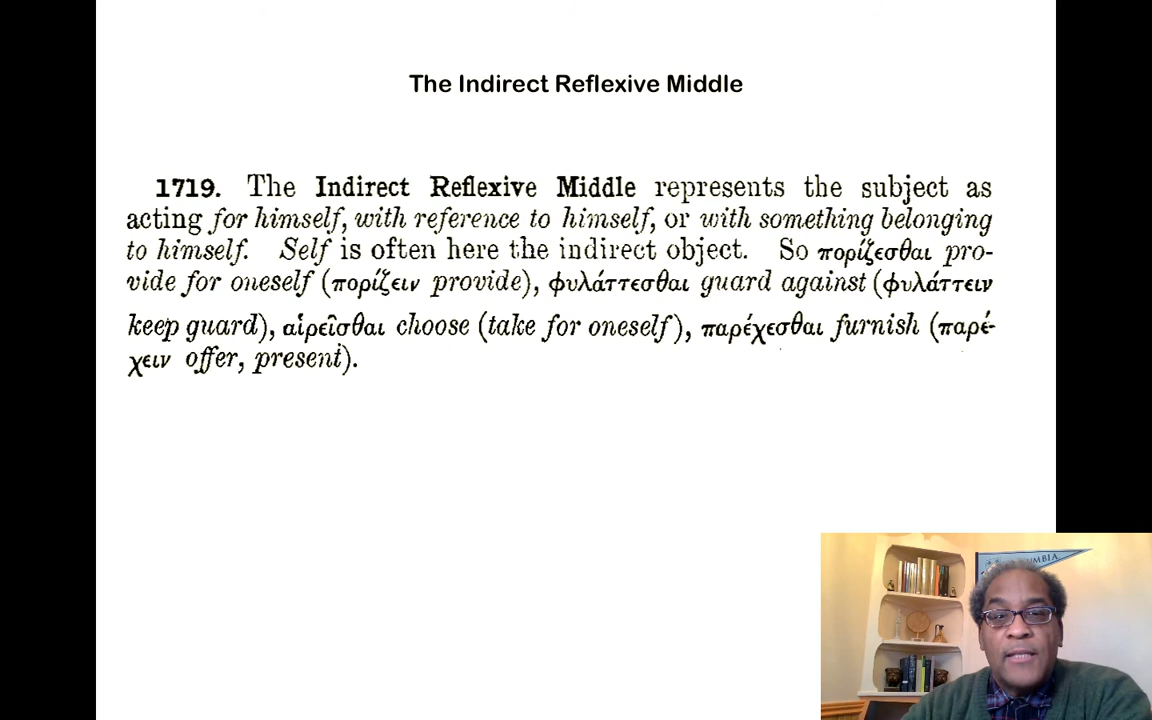 The Indirect Reflexive Middle
1719. The Indirect Reflexive Middle represents the subject as
acting for himself, with reference to himself, or with something belonging
to himself. Self is often here the indirect object. So πορίζεσθαι pro-
vide for oneself (πορίζειν provide), φυλάττεσθαι guard against (φυλάττειν
keep guard), αἱρεῖσθαι choose (take for oneself), παρέχεσθαι furnish (παρέ-
χειν offer, present).
UMBIA